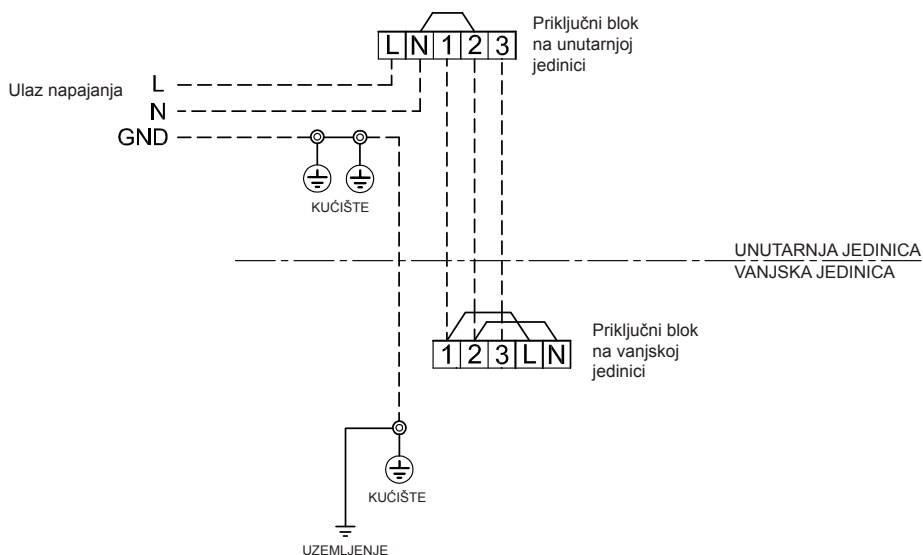 Priključni blok
na unutarnjoj
jedinici
L N 1 2 3
Ulaz napajanja
L
N
GND
KUĆIŠTE
UNUTARNJA JEDINICA
VANJSKA JEDINICA
Priključni blok
na vanjskoj
jedinici
1 2 3 L N
KUĆIŠTE
UZEMLJENJE